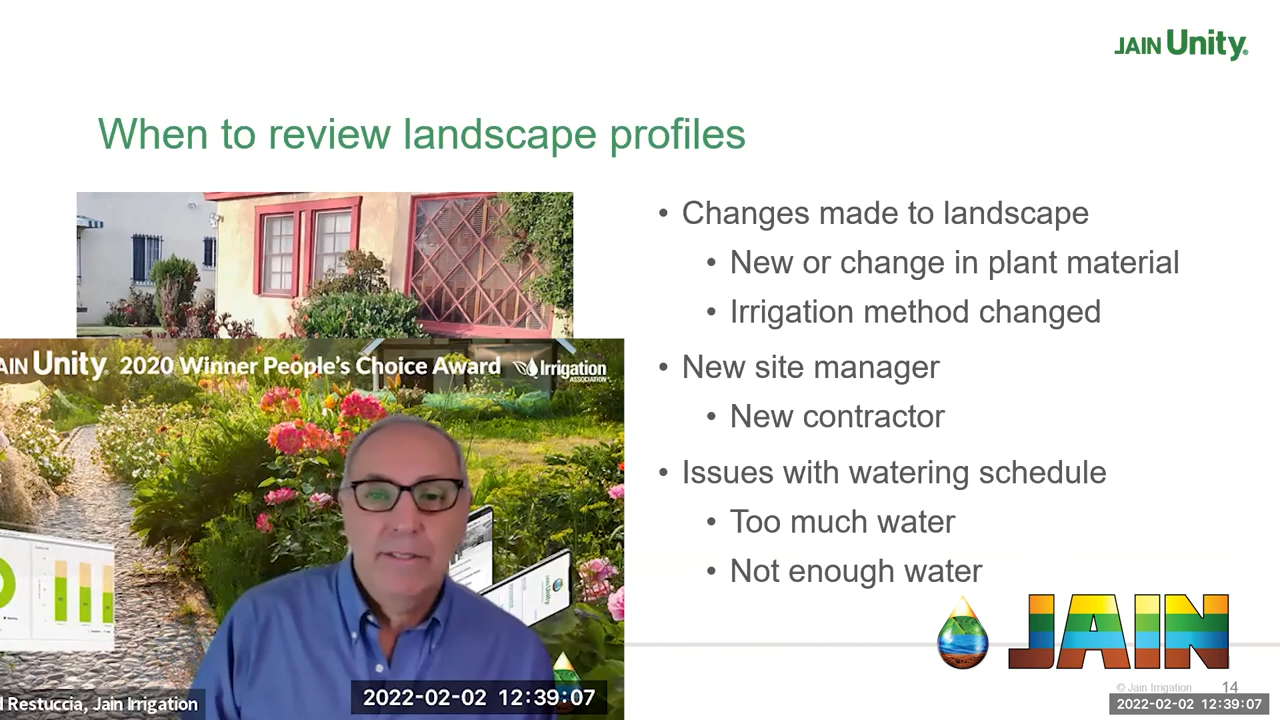 JAIN Unity®
When to review landscape profiles
• Changes made to landscape
• New or change in plant material
• Irrigation method changed
• New site manager
• New contractor
• Issues with watering schedule
• Too much water
• Not enough water
AIN Unity 2020 Winner People's Choice Award
Irrigation
ASSOCIATION
d Restuccia, Jain Irrigation
2022-02-02 12:39:07
JAIN
© Jain Irrigation 14
2022-02-02 12:39:07